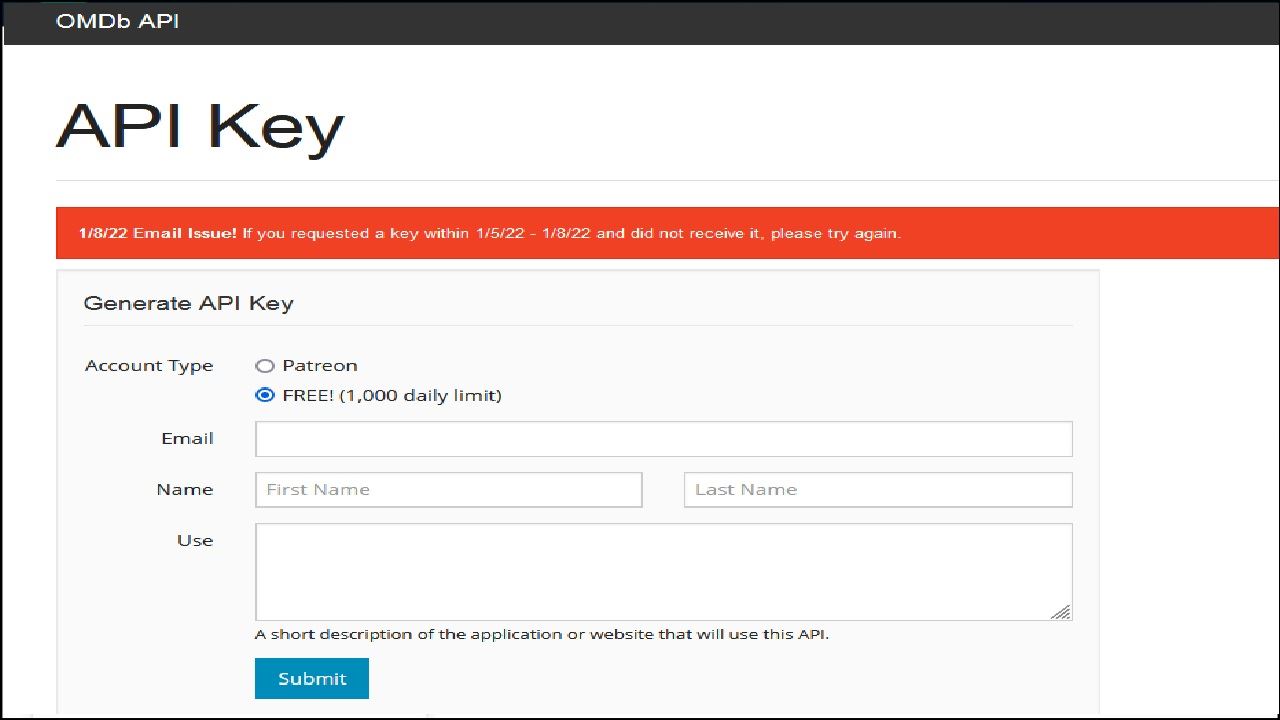 OMDb API
API Key
1/8/22 Email Issue! If you requested a key within 1/5/22 - 1/8/22 and did not receive it, please try again.
Generate API Key
Account Type
Patreon
FREE! (1,000 daily limit)
Email
Name
First Name
Last Name
Use
A short description of the application or website that will use this API.
Submit